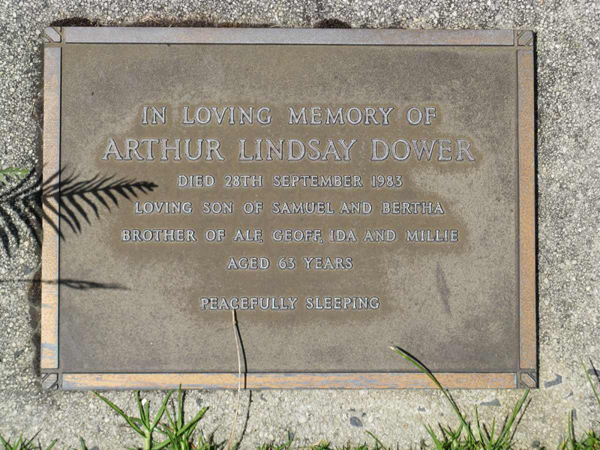 IN LOVING MEMORY OF
ARTHUR LINDSAY DOWER
DIED 28TH SEPTEMBER 1983
LOVING SON OF SAMUEL AND BERTHA
BROTHER OF ALF, GEOFF, IDA AND MILLIE
AGED 63 YEARS
PEACEFULLY SLEEPING